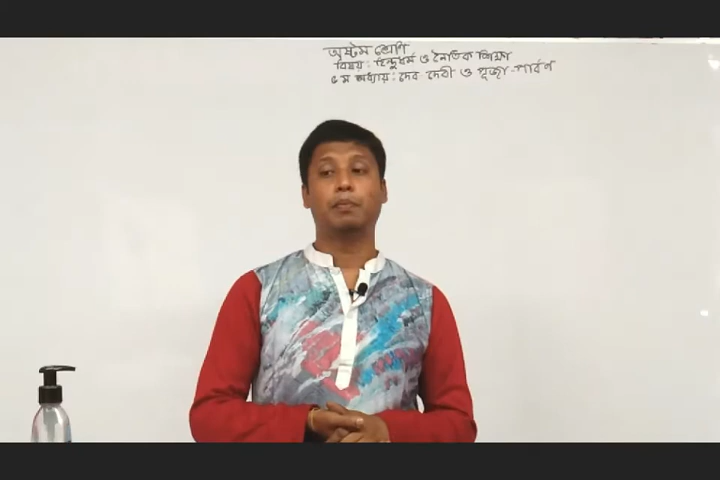 অষ্টম শ্রেণি
বিষয়: হিন্দুধর্ম ও নৈতিক শিক্ষা
৫ম অধ্যায়: দেব-দেবী ও পূজা-পার্বণ